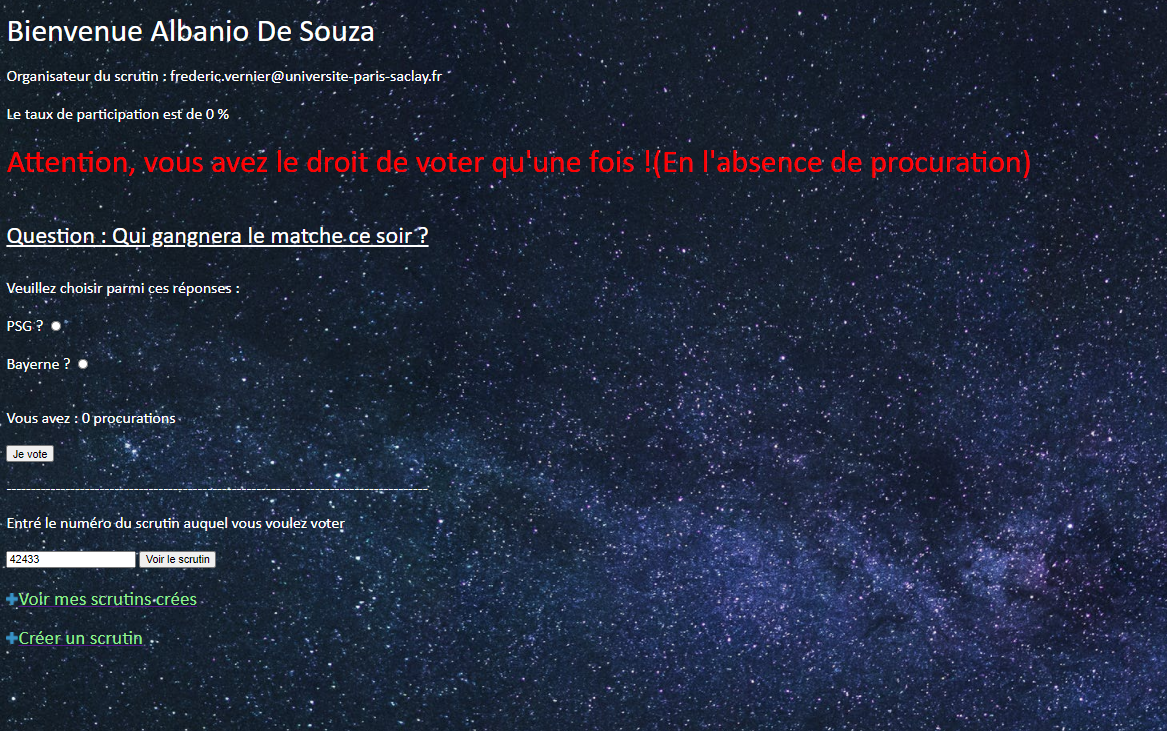 Bienvenue Albanio De Souza
Organisateur du scrutin : frederic.vernier@universite-paris-saclay.fr
Le taux de participation est de 0 %
Attention, vous avez le droit de voter qu'une fois !(En l'absence de procuration)
Question : Qui gangnera le matche ce soir ?
Veuillez choisir parmi ces réponses :
PSG ?
Bayerne ?
Vous avez : 0 procurations
Je vote
------------------------------------------------------------------------------------
Entré le numéro du scrutin auquel vous voulez voter
42433 Voir le scrutin
Voir mes scrutins crées
Créer un scrutin